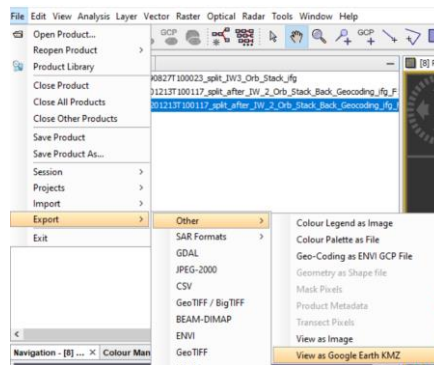 File Edit View Analysis Layer Vector Raster Optical Radar Tools Window Help
Open Product...
Reopen Product
Product Library
Close Product
Close All Products
Close Other Products
Save Product
Save Product As...
Session
Projects
Import
Export
Exit
GCP
GCP
[8] F
0827T100023_split_IW3_Orb_Stack_ifg
01213T100117_split_after_IW_2_Orb_Stack_Back_Geocoding_ifg_F
201213T100117_split_after_IW_2_Orb_Stack_Back_Geocoding_ifg_
Other
SAR Formats
GDAL
JPEG-2000
CSV
GeoTIFF / BigTIFF
BEAM-DIMAP
ENVI
GeoTIFF
Colour Legend as Image
Colour Palette as File
Geo-Coding as ENVI GCP File
Geometry as Shape file
Mask Pixels
Product Metadata
Transect Pixels
View as Image
View as Google Earth KMZ
Navigation - [8] ... × Colour Man